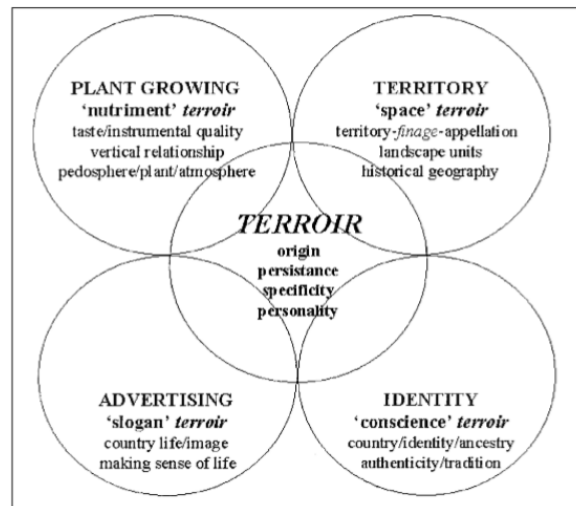 PLANT GROWING
'nutriment' terroir
taste/instrumental quality
vertical relationship
pedosphere/plant/atmosphere
TERRITORY
'space' terroir
territory-finage-appellation
landscape units
historical geography
TERROIR
origin
persistance
specificity
personality
ADVERTISING
'slogan' terroir
country life/image
making sense of life
IDENTITY
'conscience' terroir
country/identity/ancestry
authenticity/tradition